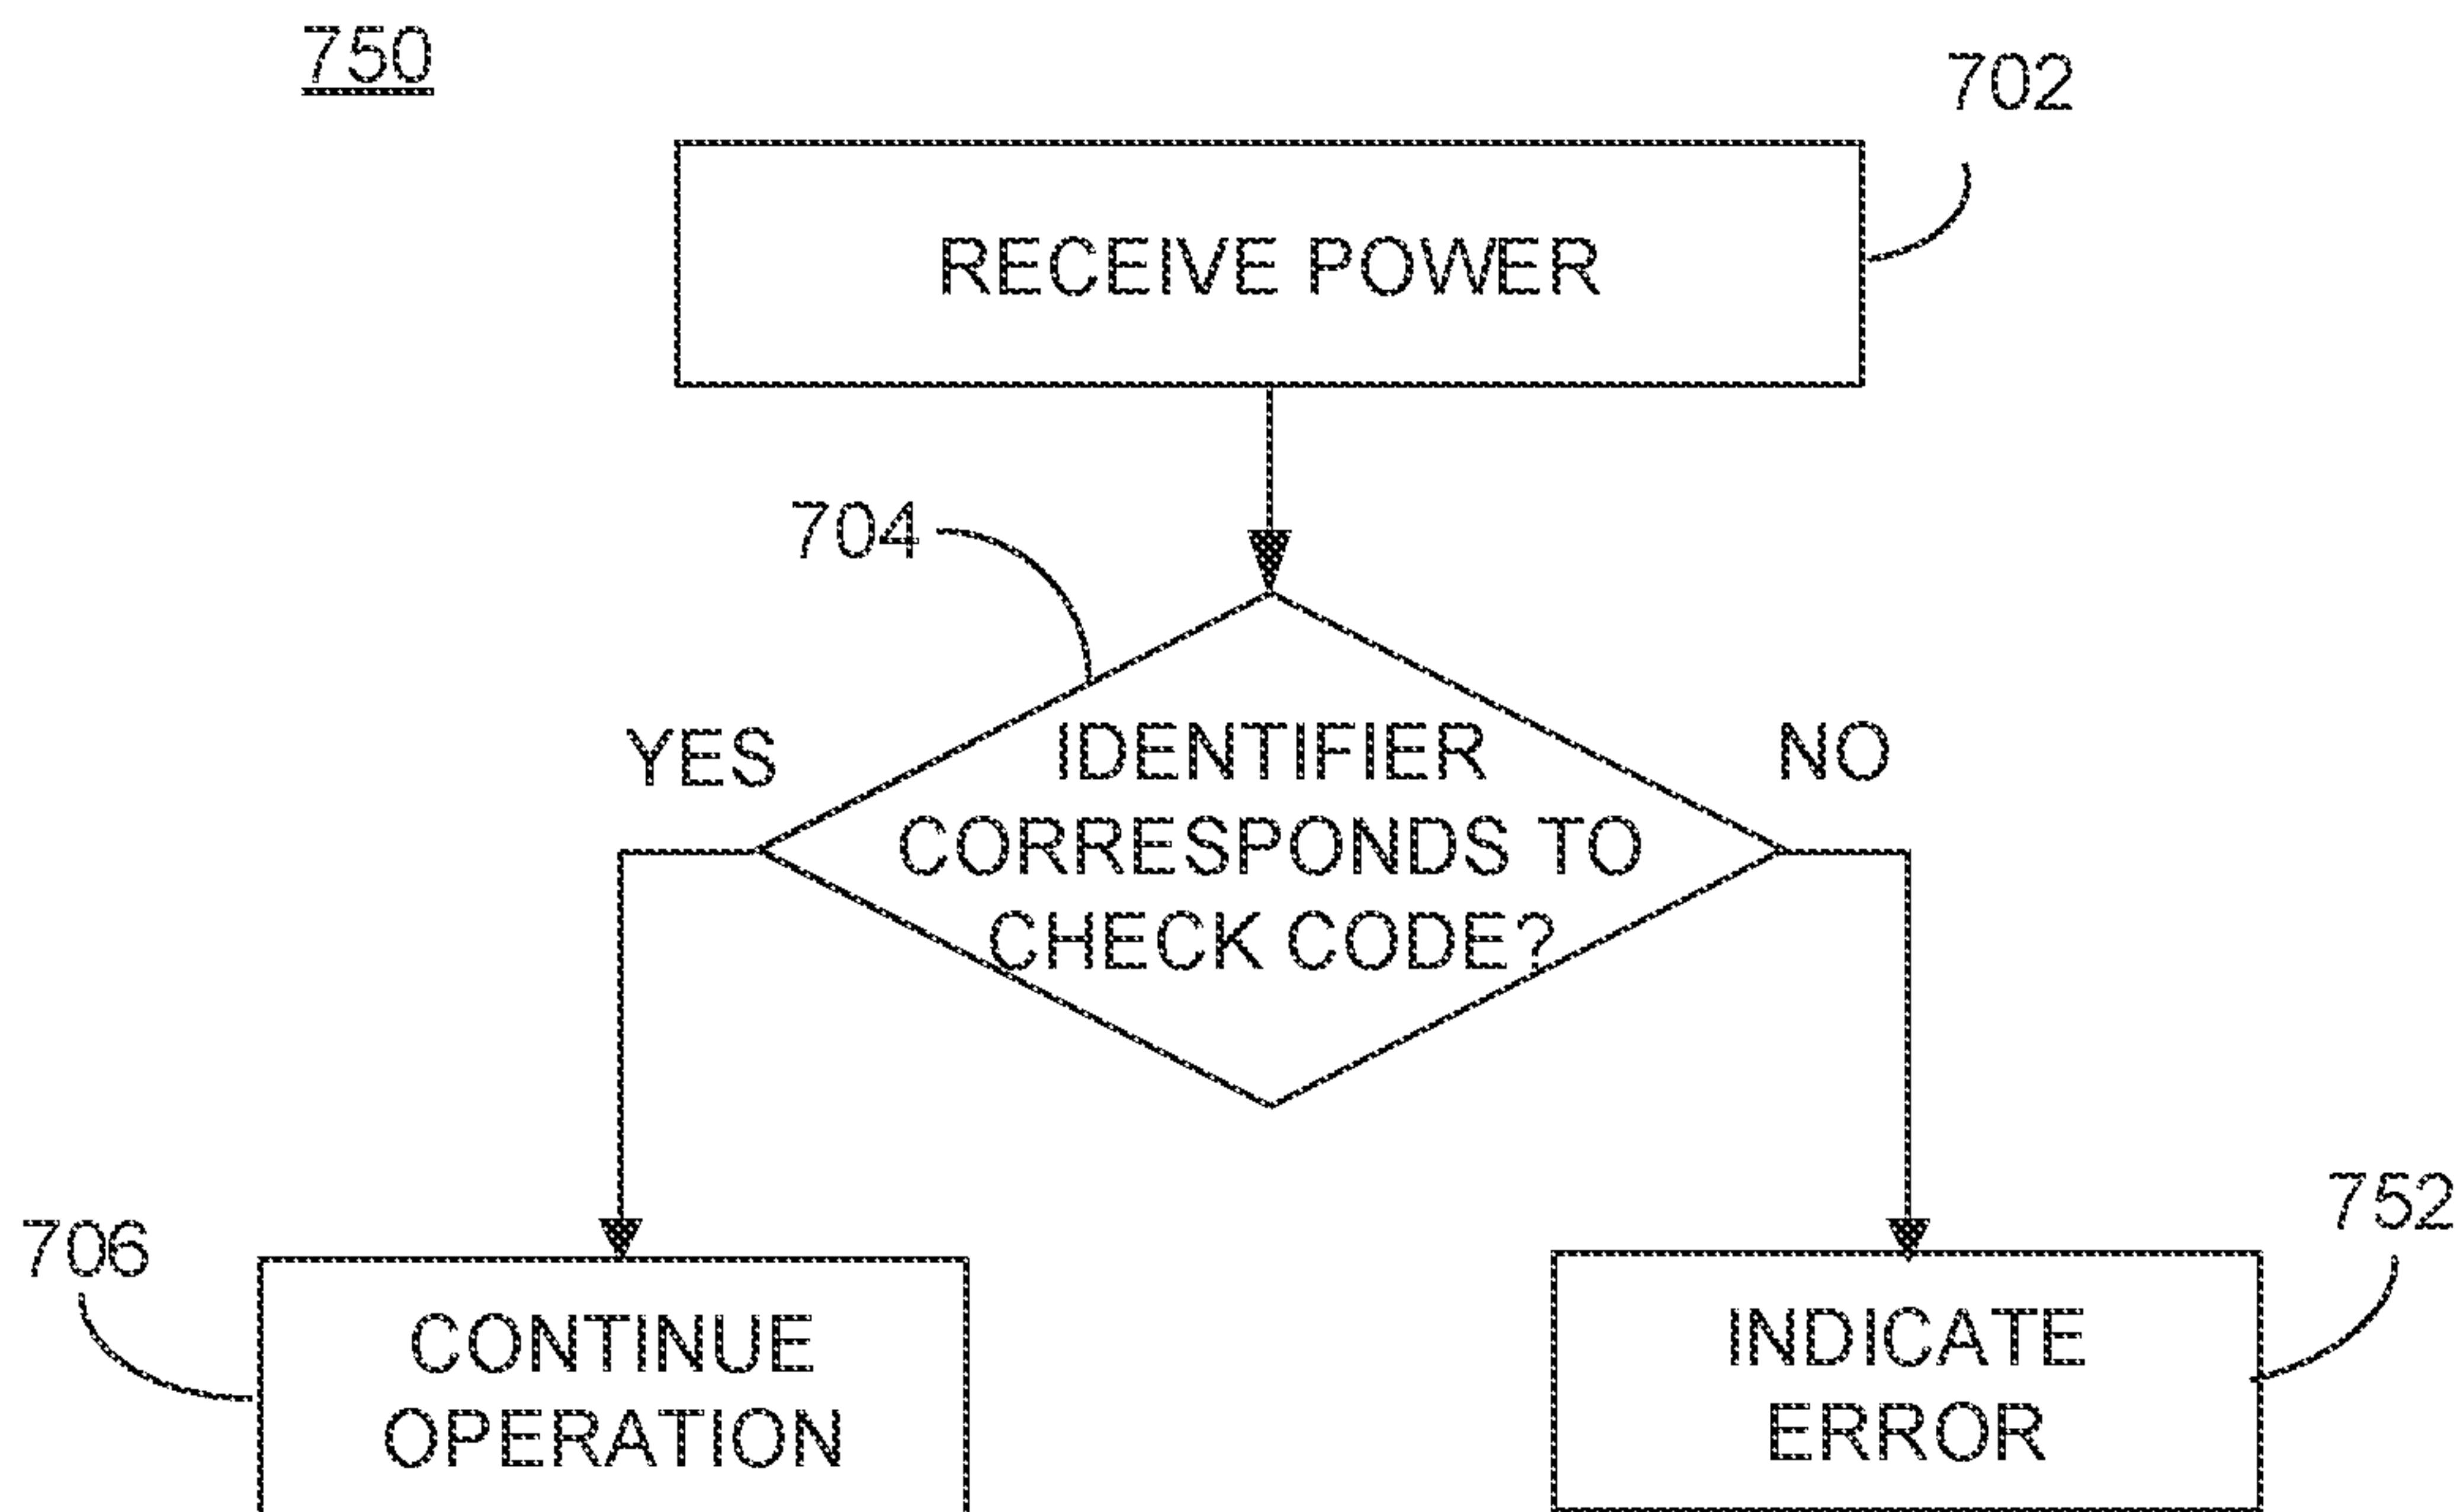 750
702
RECEIVE POWER
704
YES
IDENTIFIER
CORRESPONDS TO
CHECK CODE?
NO
706
CONTINUE
OPERATION
752
INDICATE
ERROR